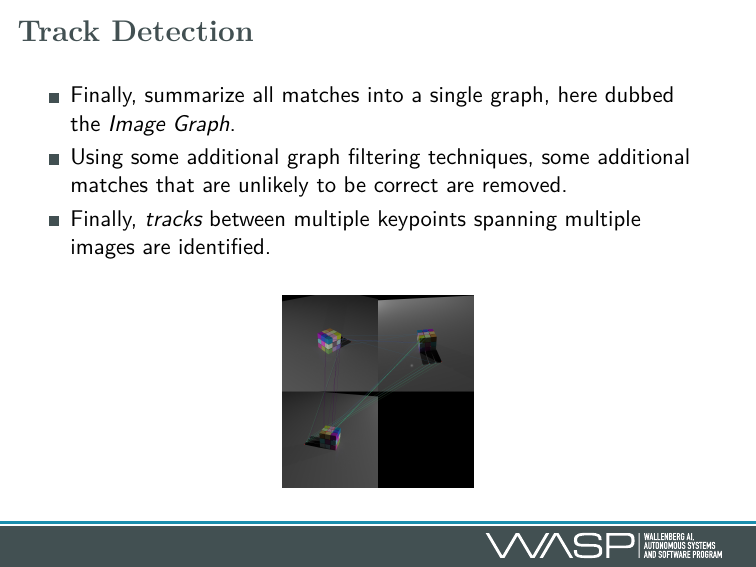 Track Detection
Finally, summarize all matches into a single graph, here dubbed
the Image Graph.
Using some additional graph filtering techniques, some additional
matches that are unlikely to be correct are removed.
Finally, tracks between multiple keypoints spanning multiple
images are identified.
WASP
WALLENBERG AI,
AUTONOMOUS SYSTEMS
AND SOFTWARE PROGRAM